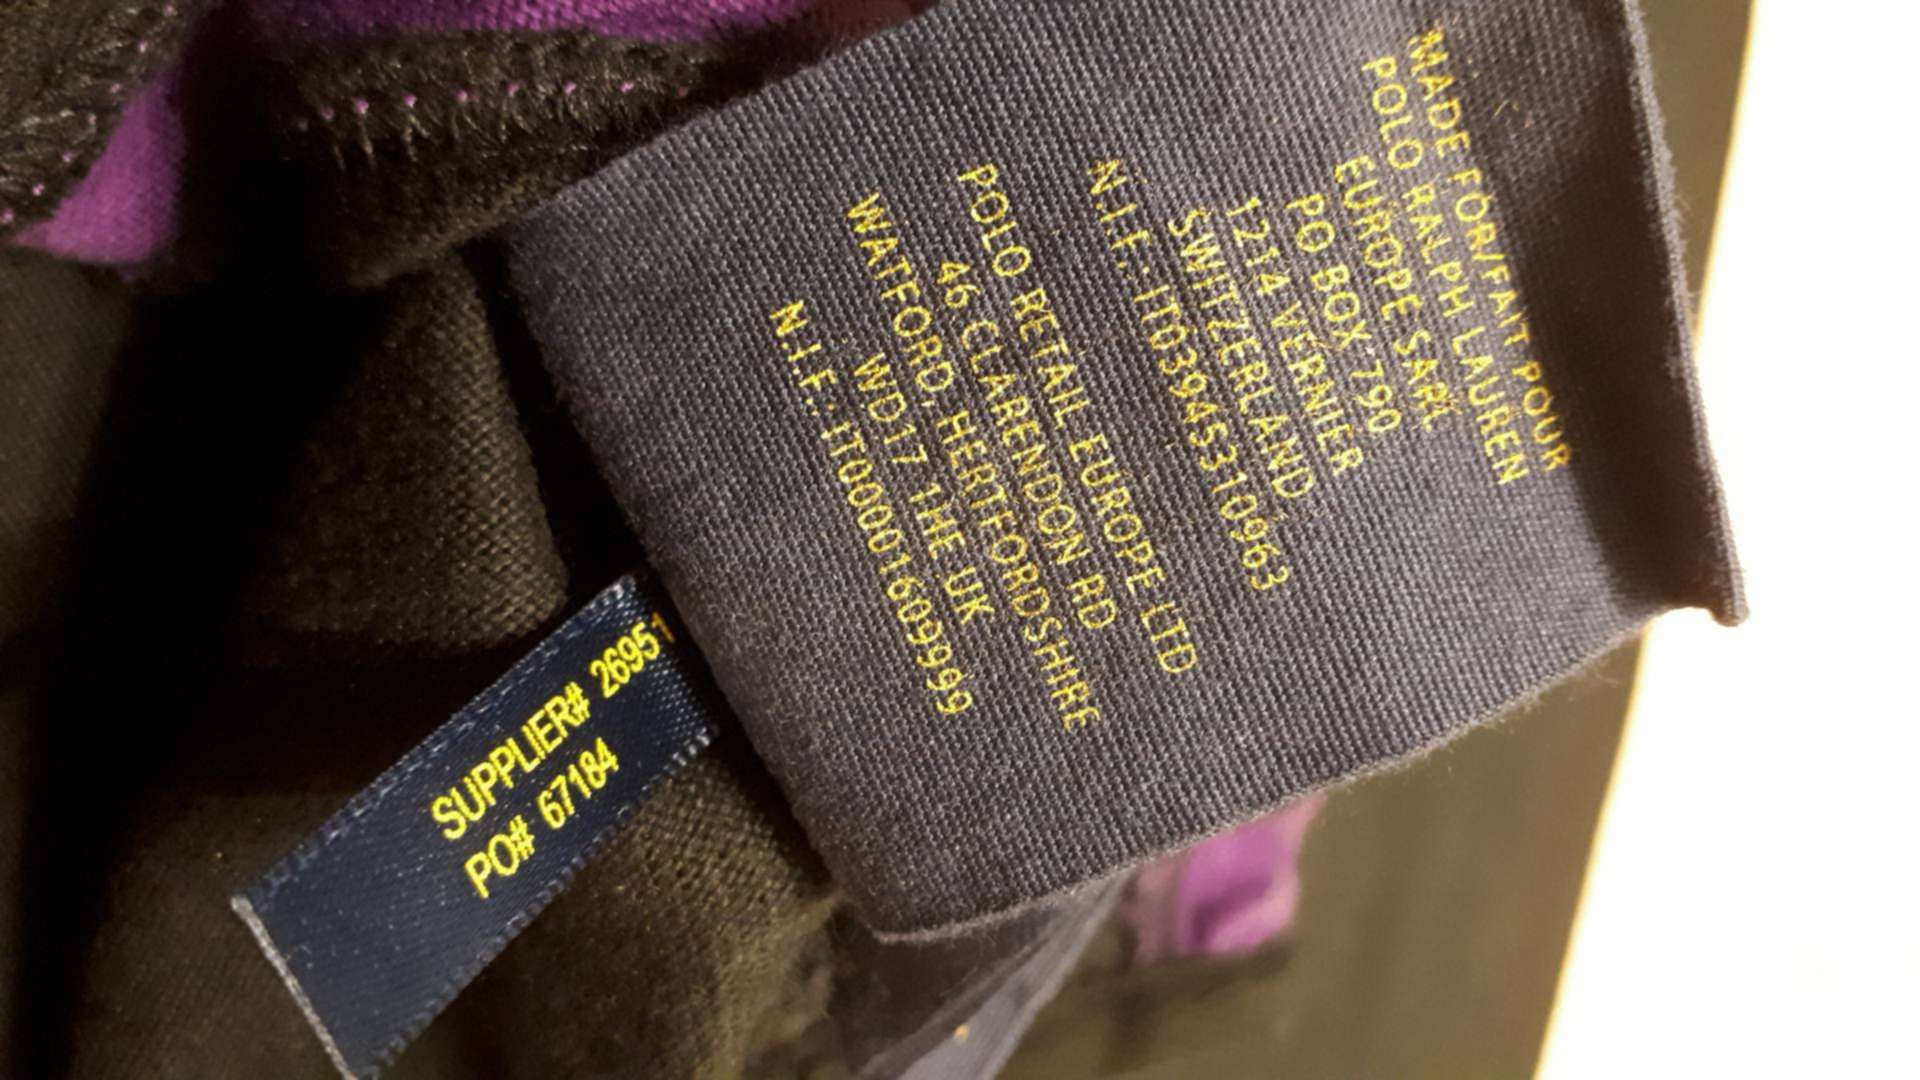 MADE FOR/FAIT POUR
POLO RALPH LAUREN
EUROPE SARL
PO BOX 790
1214 VERNIER
SWITZERLAND
N.I.F.: IT03945310963
POLO RETAIL EUROPE LTD
46 CLARENDON RD
WATFORD, HERTFORDSHIRE
WD17 1HE UK
N.I.F.: IT00001609999
SUPPLIER# 26951
PO# 67184